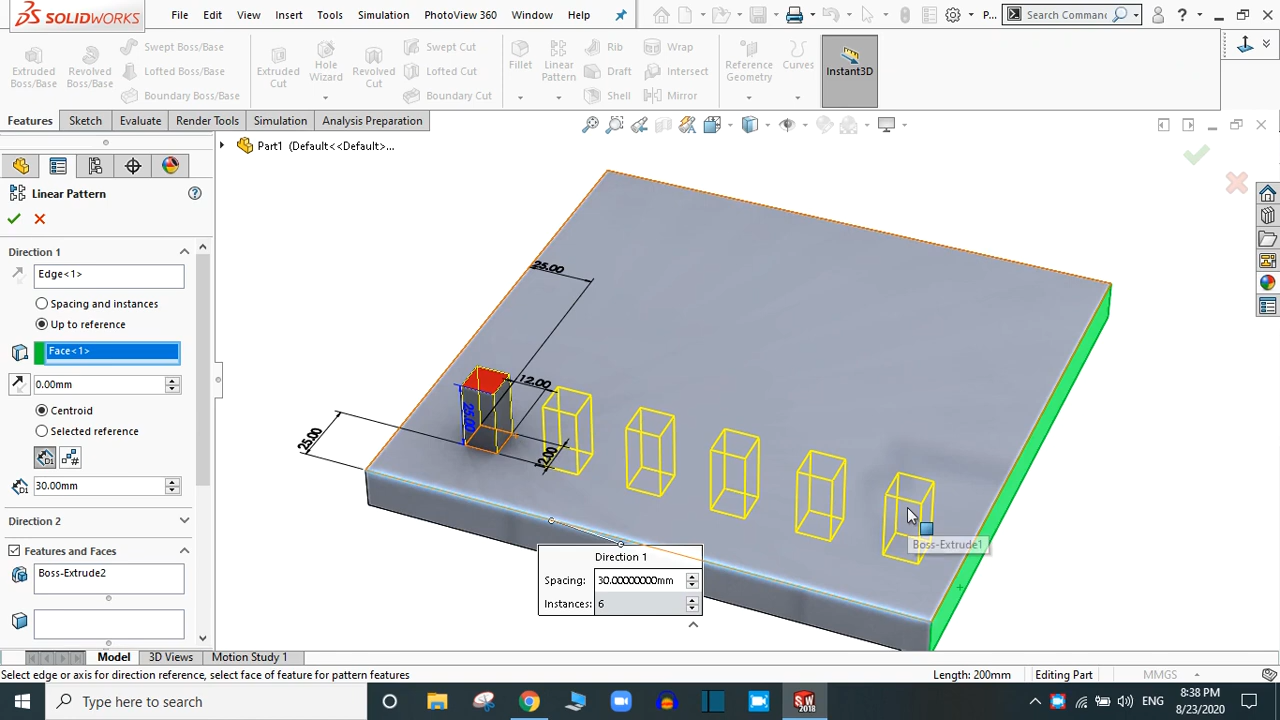 SOLIDWORKS File Edit View Insert Tools Simulation PhotoView 360 Window Help P... Search Comman
Extruded Boss/Base
Revolved Boss/Base
Swept Boss/Base
Lofted Boss/Base
Boundary Boss/Base
Extruded Cut
Hole Wizard
Revolved Cut
Swept Cut
Lofted Cut
Boundary Cut
Fillet
Linear Pattern
Rib
Draft
Shell
Wrap
Intersect
Mirror
Reference Geometry
Curves
Instant3D
Features Sketch Evaluate Render Tools Simulation Analysis Preparation
Part1 (Default<<Default>...
Linear Pattern
Direction 1
Edge<1>
Spacing and instances
Up to reference
Face<1>
0.00mm
Centroid
Selected reference
30.00mm
Direction 2
Features and Faces
Boss-Extrude2
25.00
12.00
25.00
25.00
12.00
Boss-Extrude1
Direction 1
Spacing: 30.00000000mm
Instances: 6
Model 3D Views Motion Study 1
Select edge or axis for direction reference, select face of feature for pattern features Length: 200mm Editing Part MMGS
Type here to search
SW 2018
ENG
8:38 PM
8/23/2020